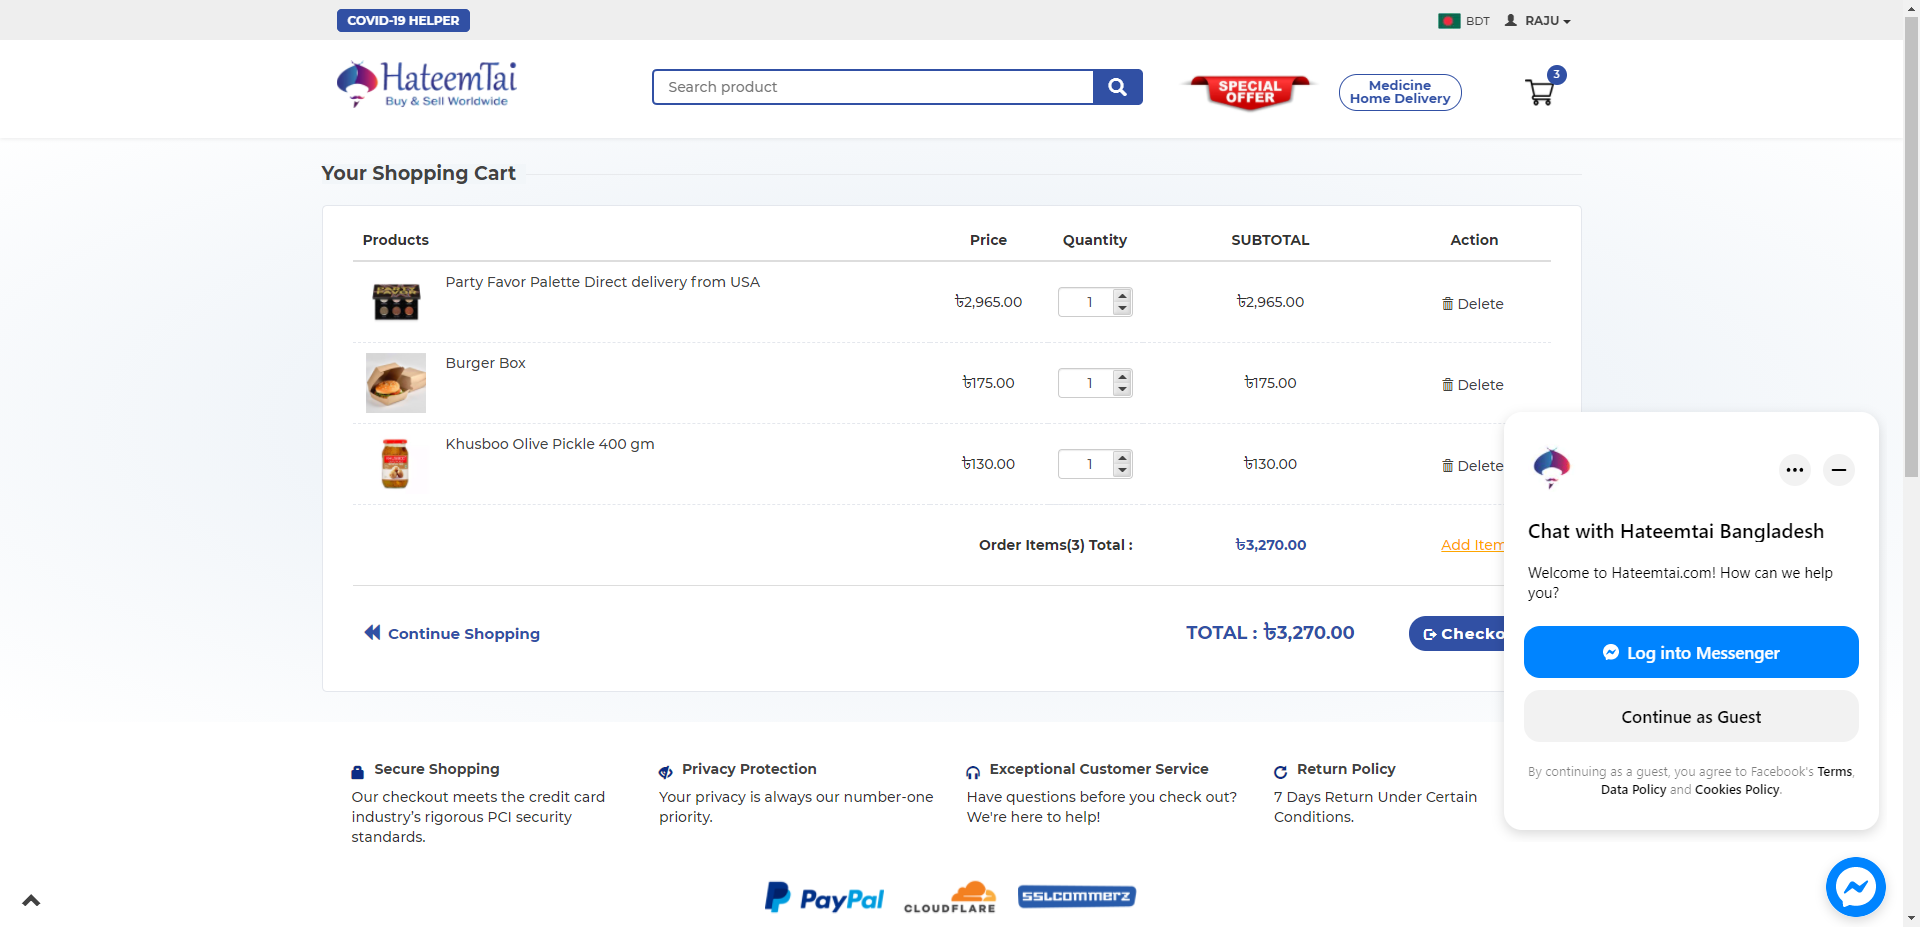 COVID-19 HELPER
BDT
RAJU
HateemTai
Buy & Sell Worldwide
Search product
SPECIAL
OFFER
Medicine
Home Delivery
3
Your Shopping Cart
Products Price Quantity SUBTOTAL Action
PARTY
FAVOR
Party Favor Palette Direct delivery from USA
৳2,965.00 1 ৳2,965.00 Delete
Burger Box
৳175.00 1 ৳175.00 Delete
Khusboo Olive Pickle 400 gm
৳130.00 1 ৳130.00 Delete
Order Items(3) Total : ৳3,270.00 Add Item
Continue Shopping TOTAL : ৳3,270.00 Checko
Chat with Hateemtai Bangladesh
Welcome to Hateemtai.com! How can we help
you?
Log into Messenger
Continue as Guest
By continuing as a guest, you agree to Facebook's Terms,
Data Policy and Cookies Policy.
Secure Shopping
Our checkout meets the credit card
industry’s rigorous PCI security
standards.
Privacy Protection
Your privacy is always our number-one
priority.
Exceptional Customer Service
Have questions before you check out?
We're here to help!
Return Policy
7 Days Return Under Certain
Conditions.
PayPal
CLOUDFLARE
SSLCOMMERZ